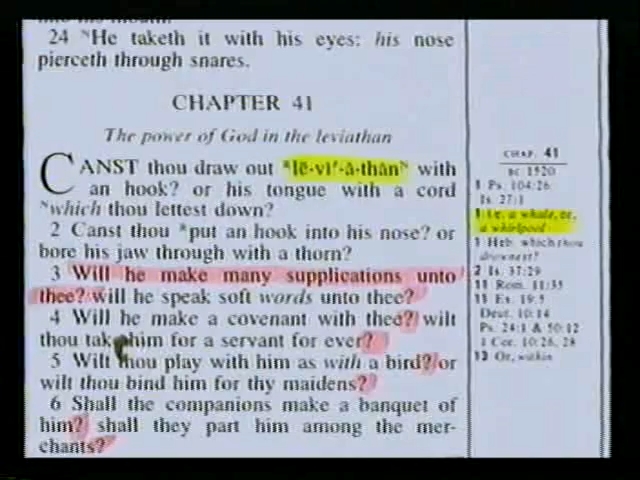 24 ᴺHe taketh it with his eyes: his nose
pierceth through snares.
CHAPTER 41
The power of God in the leviathan
CANST thou draw out *lē-vī′-ă-thănᴺ with
an hook? or his tongue with a cord
ᴺwhich thou lettest down?
2 Canst thou *put an hook into his nose? or
bore his jaw through with a thorn?
3 Will he make many supplications unto
thee? will he speak soft words unto thee?
4 Will he make a covenant with thee? wilt
thou take him for a servant for ever?
5 Wilt thou play with him as with a bird? or
wilt thou bind him for thy maidens?
6 Shall the companions make a banquet of
him? shall they part him among the mer-
chants?
CHAP. 41
BC 1520
1 Ps. 104:26
Is. 27:1
1 i.e. a whale, or,
a whirlpool
1 Heb. which thou
drownest?
2 Is. 37:29
11 Rom. 11:35
11 Ex. 19:5
Deut. 10:14
Ps. 24:1 & 50:12
1 Cor. 10:26, 28
13 Or, within